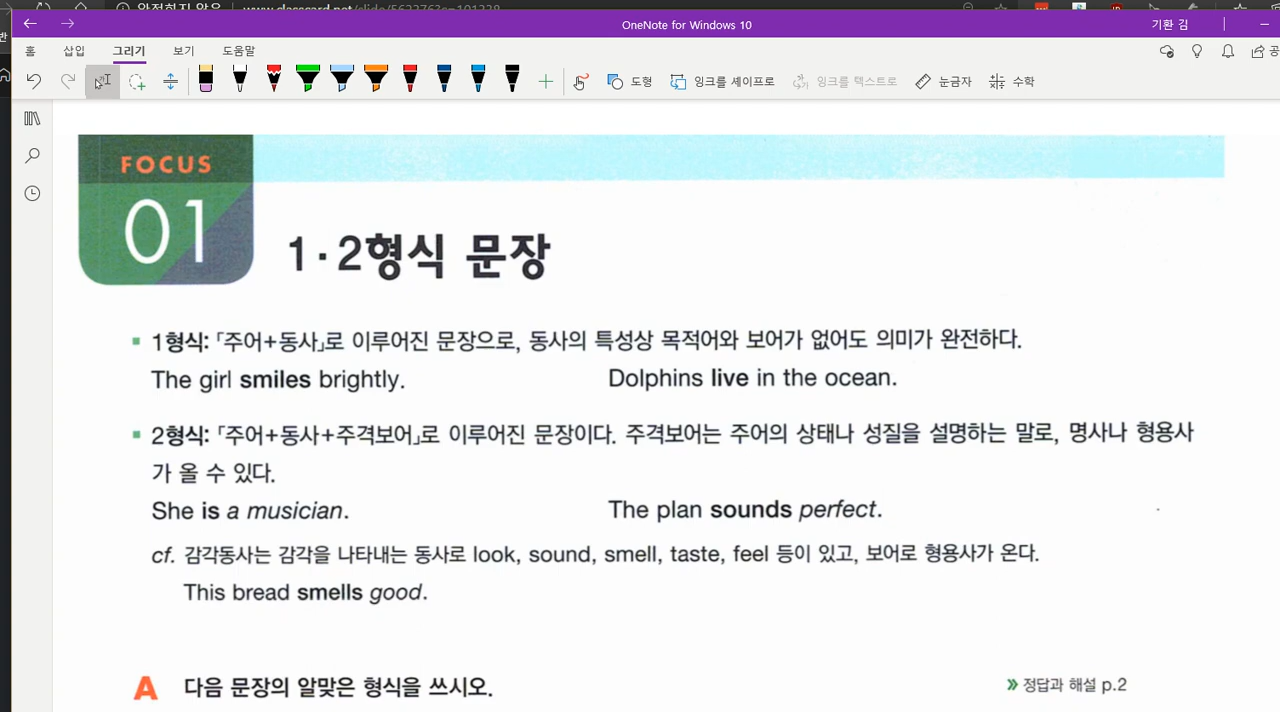 OneNote for Windows 10
기환 김
홈 삽입 그리기 보기 도움말
도형 잉크를 셰이프로 잉크를 텍스트로 눈금자 수학
FOCUS
01
1·2형식 문장
1형식: 「주어+동사」로 이루어진 문장으로, 동사의 특성상 목적어와 보어가 없어도 의미가 완전하다.
The girl smiles brightly. Dolphins live in the ocean.
2형식: 「주어+동사+주격보어」로 이루어진 문장이다. 주격보어는 주어의 상태나 성질을 설명하는 말로, 명사나 형용사
가 올 수 있다.
She is a musician. The plan sounds perfect.
cf. 감각동사는 감각을 나타내는 동사로 look, sound, smell, taste, feel 등이 있고, 보어로 형용사가 온다.
This bread smells good.
A 다음 문장의 알맞은 형식을 쓰시오. 정답과 해설 p.2